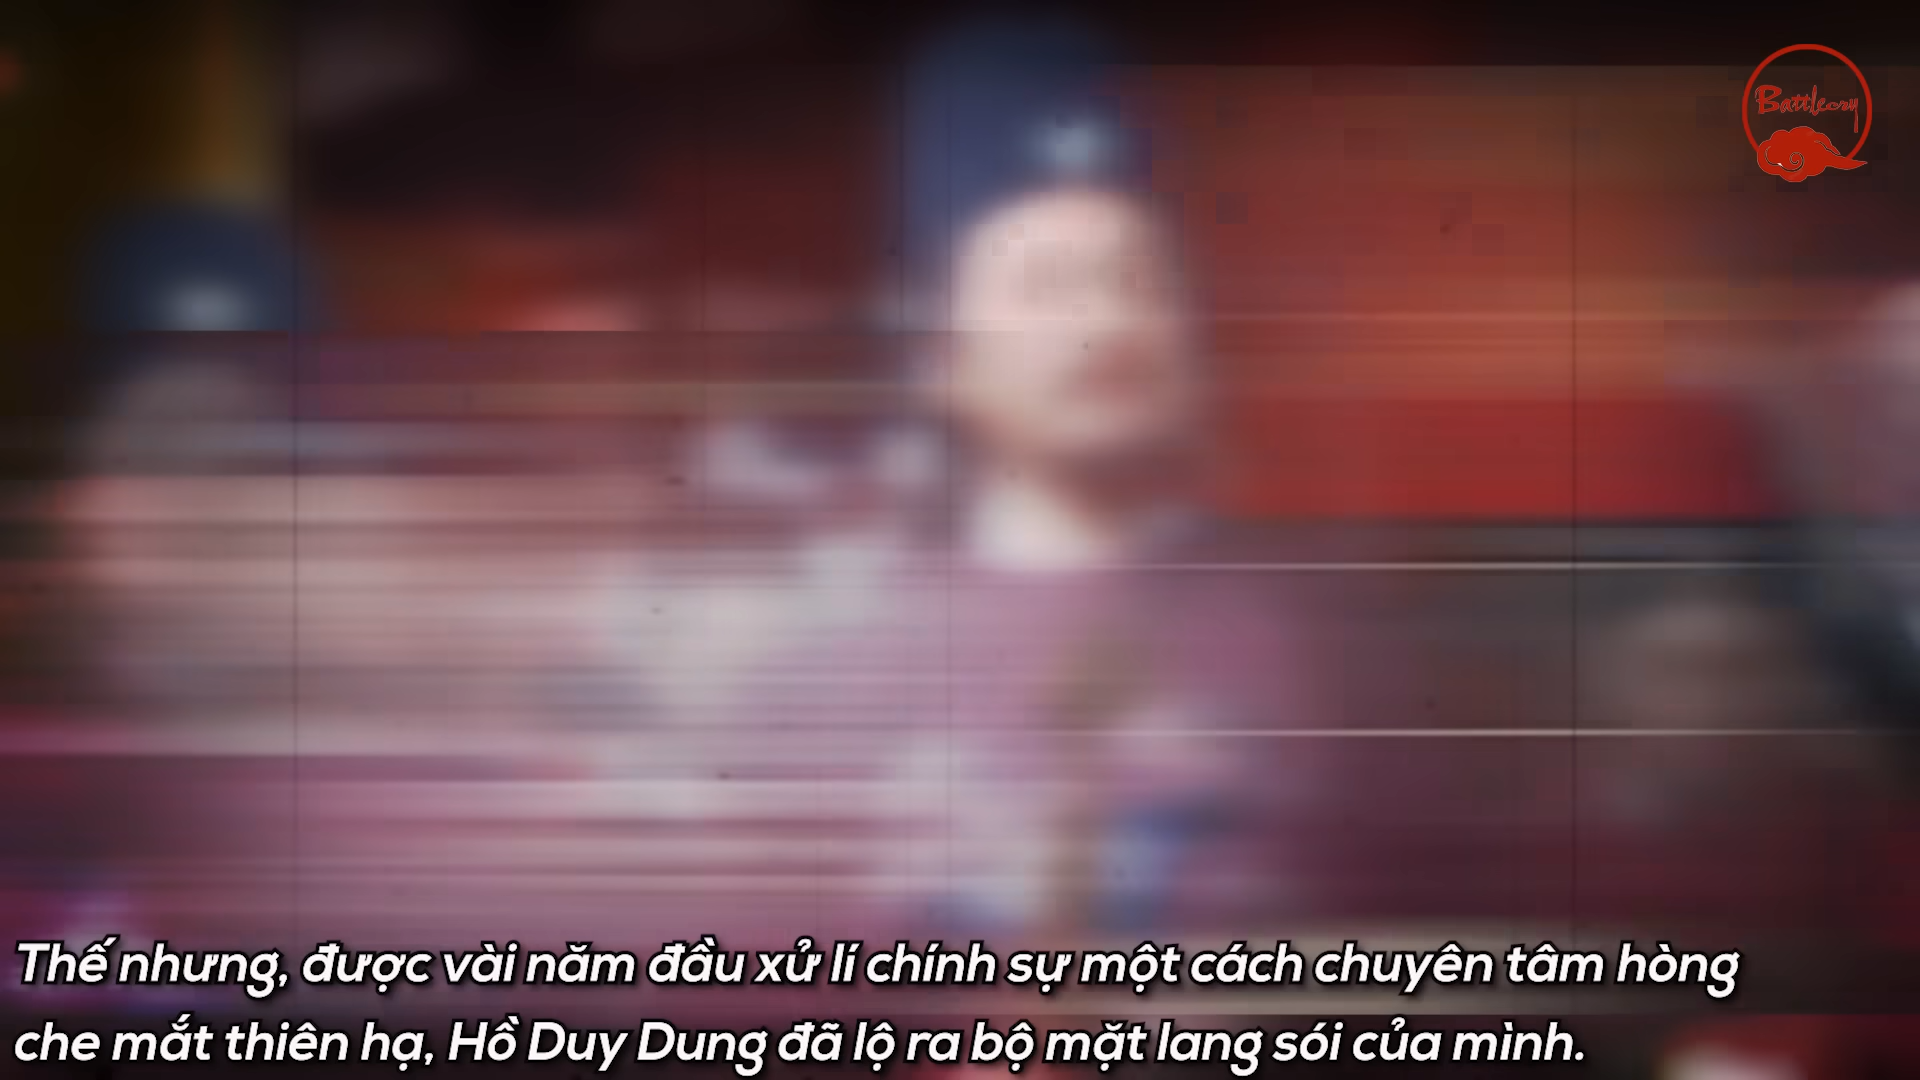 Battlecry
Thế nhưng, được vài năm đầu xử lí chính sự một cách chuyên tâm hòng
che mắt thiên hạ, Hồ Duy Dung đã lộ ra bộ mặt lang sói của mình.